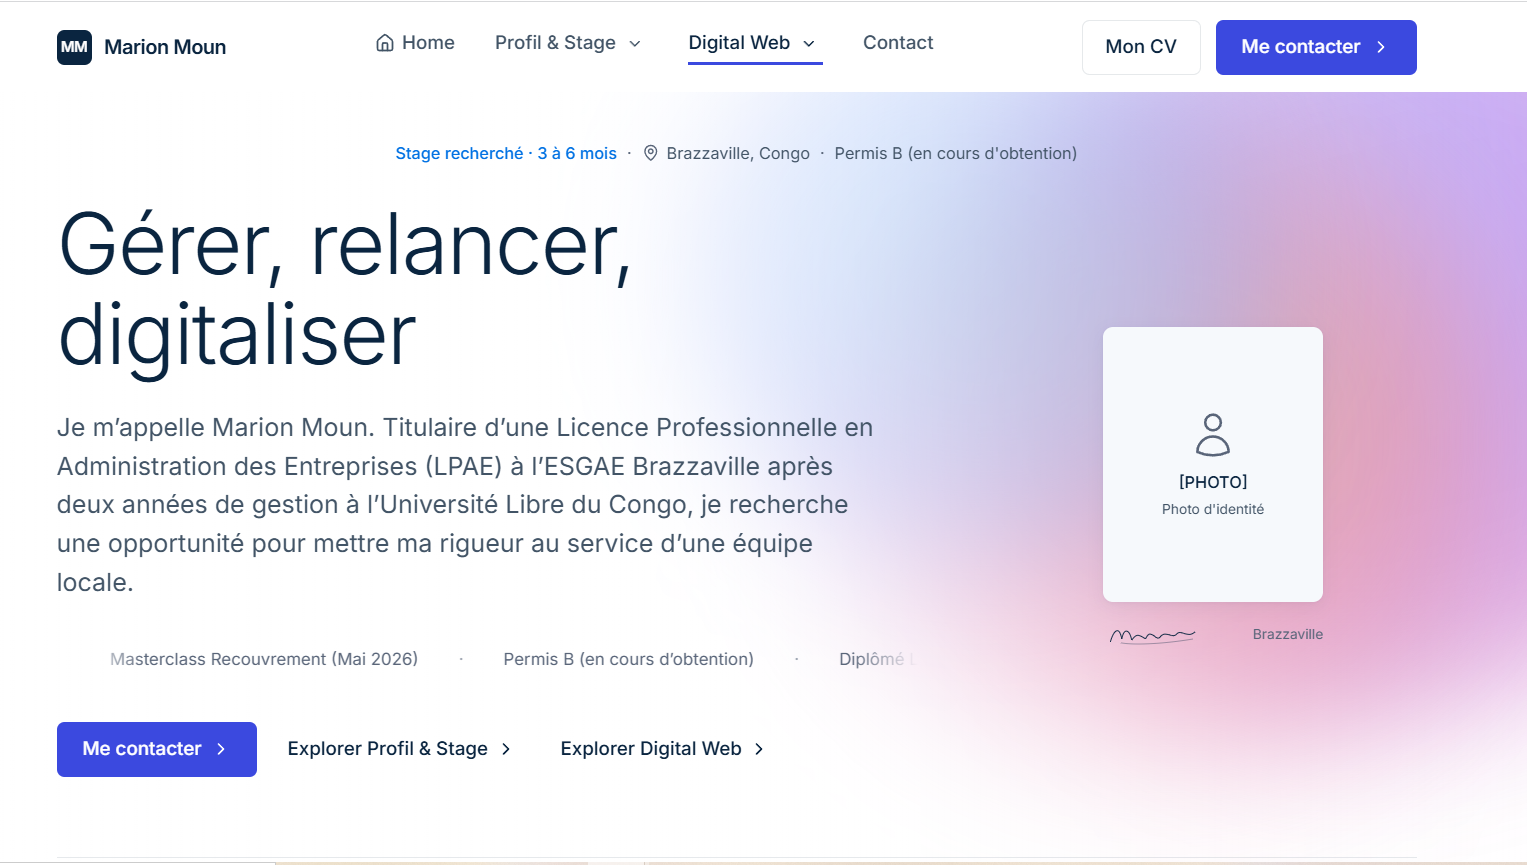 MM Marion Moun
Home
Profil & Stage
Digital Web
Contact
Mon CV
Me contacter
Stage recherché · 3 à 6 mois · Brazzaville, Congo · Permis B (en cours d'obtention)
Gérer, relancer,
digitaliser
Je m’appelle Marion Moun. Titulaire d’une Licence Professionnelle en
Administration des Entreprises (LPAE) à l’ESGAE Brazzaville après
deux années de gestion à l’Université Libre du Congo, je recherche
une opportunité pour mettre ma rigueur au service d’une équipe
locale.
[PHOTO]
Photo d'identité
Brazzaville
Masterclass Recouvrement (Mai 2026) · Permis B (en cours d’obtention) · Diplômé
Me contacter
Explorer Profil & Stage
Explorer Digital Web